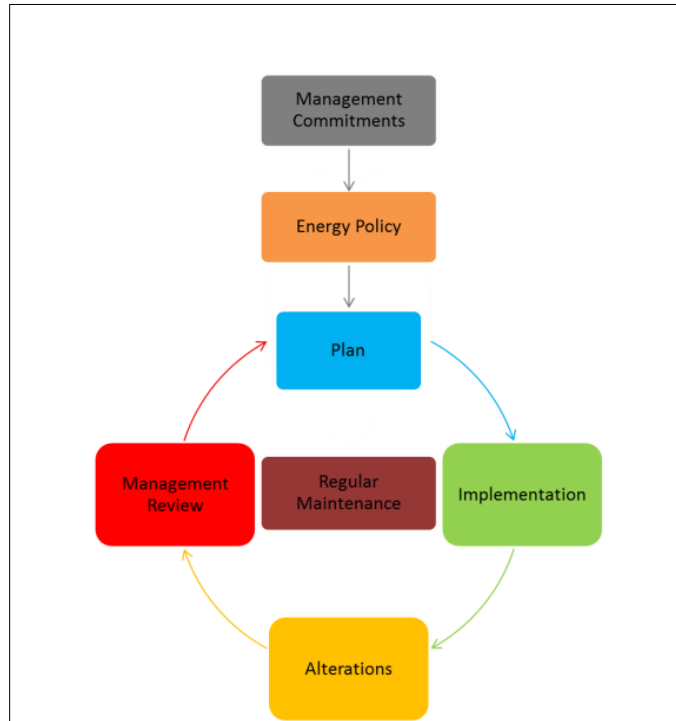 Management
Commitments
Energy Policy
Plan
Management
Review
Regular
Maintenance
Implementation
Alterations